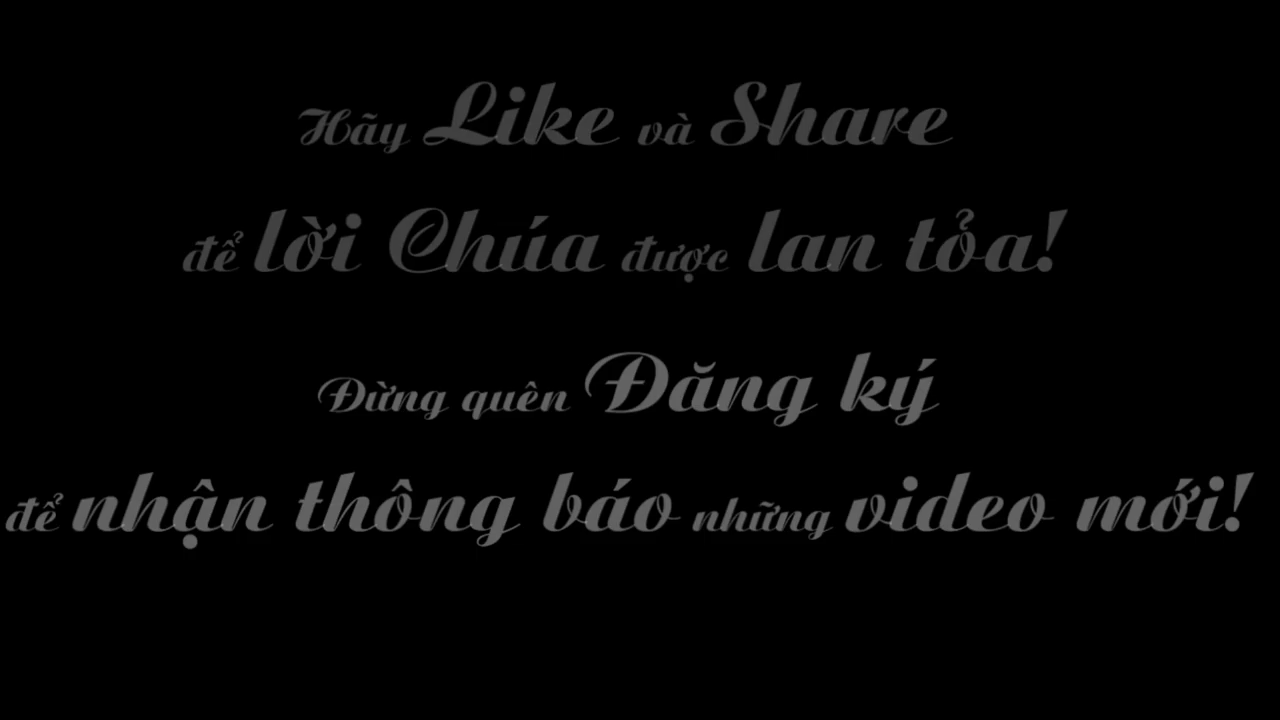 Hãy Like và Share
để lời Chúa được lan tỏa!
Đừng quên Đăng ký
để nhận thông báo những video mới!